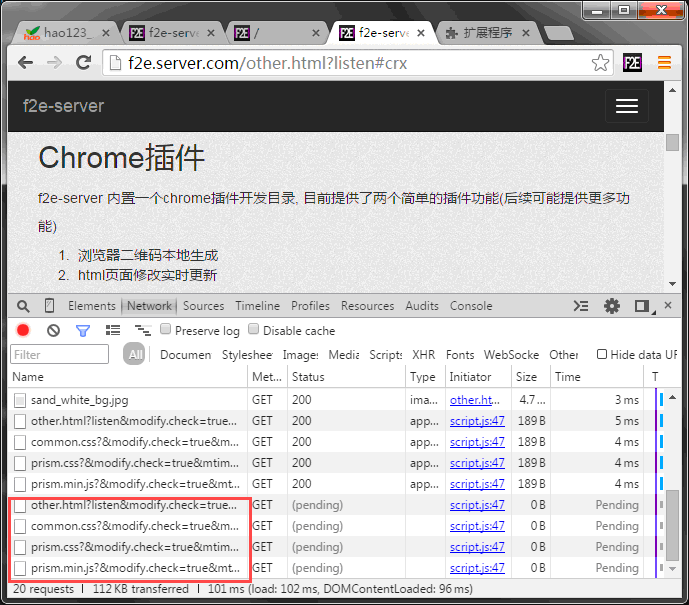 hao123_
f2e-serve
/
f2e-serve
扩展程序
f2e.server.com/other.html?listen#crx
F2E
f2e-server
Chrome插件
f2e-server 内置一个chrome插件开发目录, 目前提供了两个简单的插件功能(后续可能提供更多功
能)
1. 浏览器二维码本地生成
2. html页面修改实时更新
Elements Network Sources Timeline Profiles Resources Audits Console
Preserve log Disable cache
Filter All Documen Stylesheet Images Media Scripts XHR Fonts WebSocke Other Hide data UR
Name Met... Status Type Initiator Size Time T
sand_white_bg.jpg GET 200 ima... other.ht... 4.7 ... 3 ms
other.html?listen&modify.check=true... GET 200 app... script.js:47 189 B 5 ms
common.css?&modify.check=true&m... GET 200 app... script.js:47 189 B 4 ms
prism.css?&modify.check=true&mtim... GET 200 app... script.js:47 189 B 4 ms
prism.min.js?&modify.check=true&mt... GET 200 app... script.js:47 189 B 4 ms
other.html?listen&modify.check=true... GET (pending) script.js:47 0 B Pending
common.css?&modify.check=true&m... GET (pending) script.js:47 0 B Pending
prism.css?&modify.check=true&mtim... GET (pending) script.js:47 0 B Pending
prism.min.js?&modify.check=true&mt... GET (pending) script.js:47 0 B Pending
20 requests | 112 KB transferred | 101 ms (load: 102 ms, DOMContentLoaded: 96 ms)